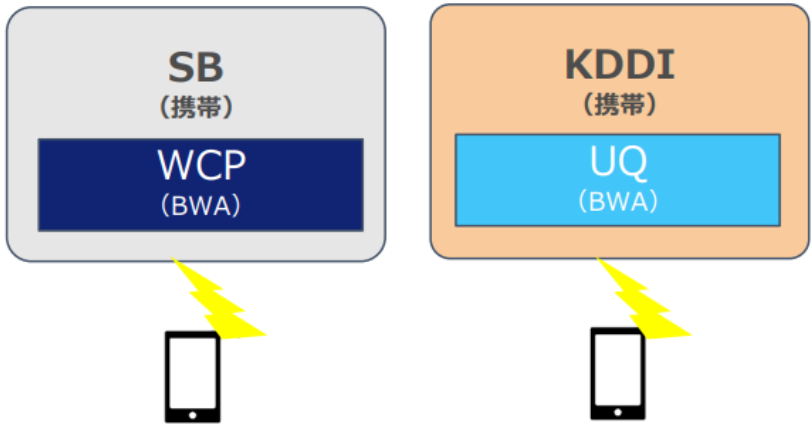 SB
（携帯）
WCP
（BWA）
KDDI
（携帯）
UQ
（BWA）